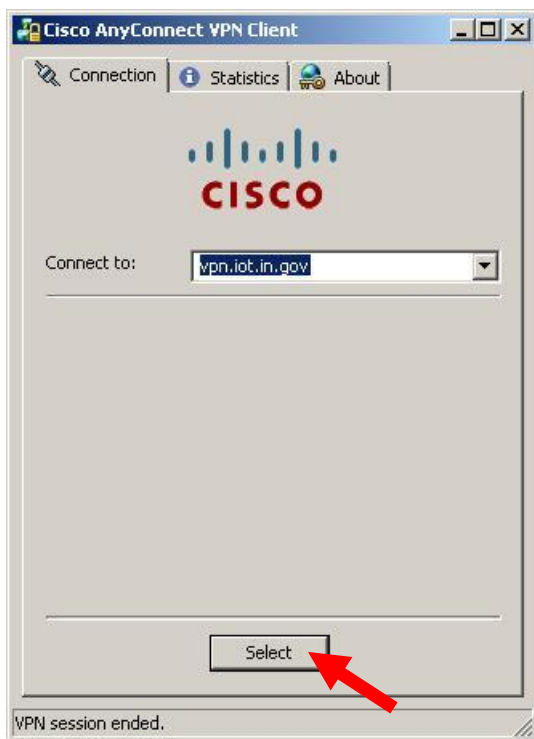 Cisco AnyConnect VPN Client
Connection Statistics About
CISCO
Connect to: vpn.iot.in.gov
Select
VPN session ended.